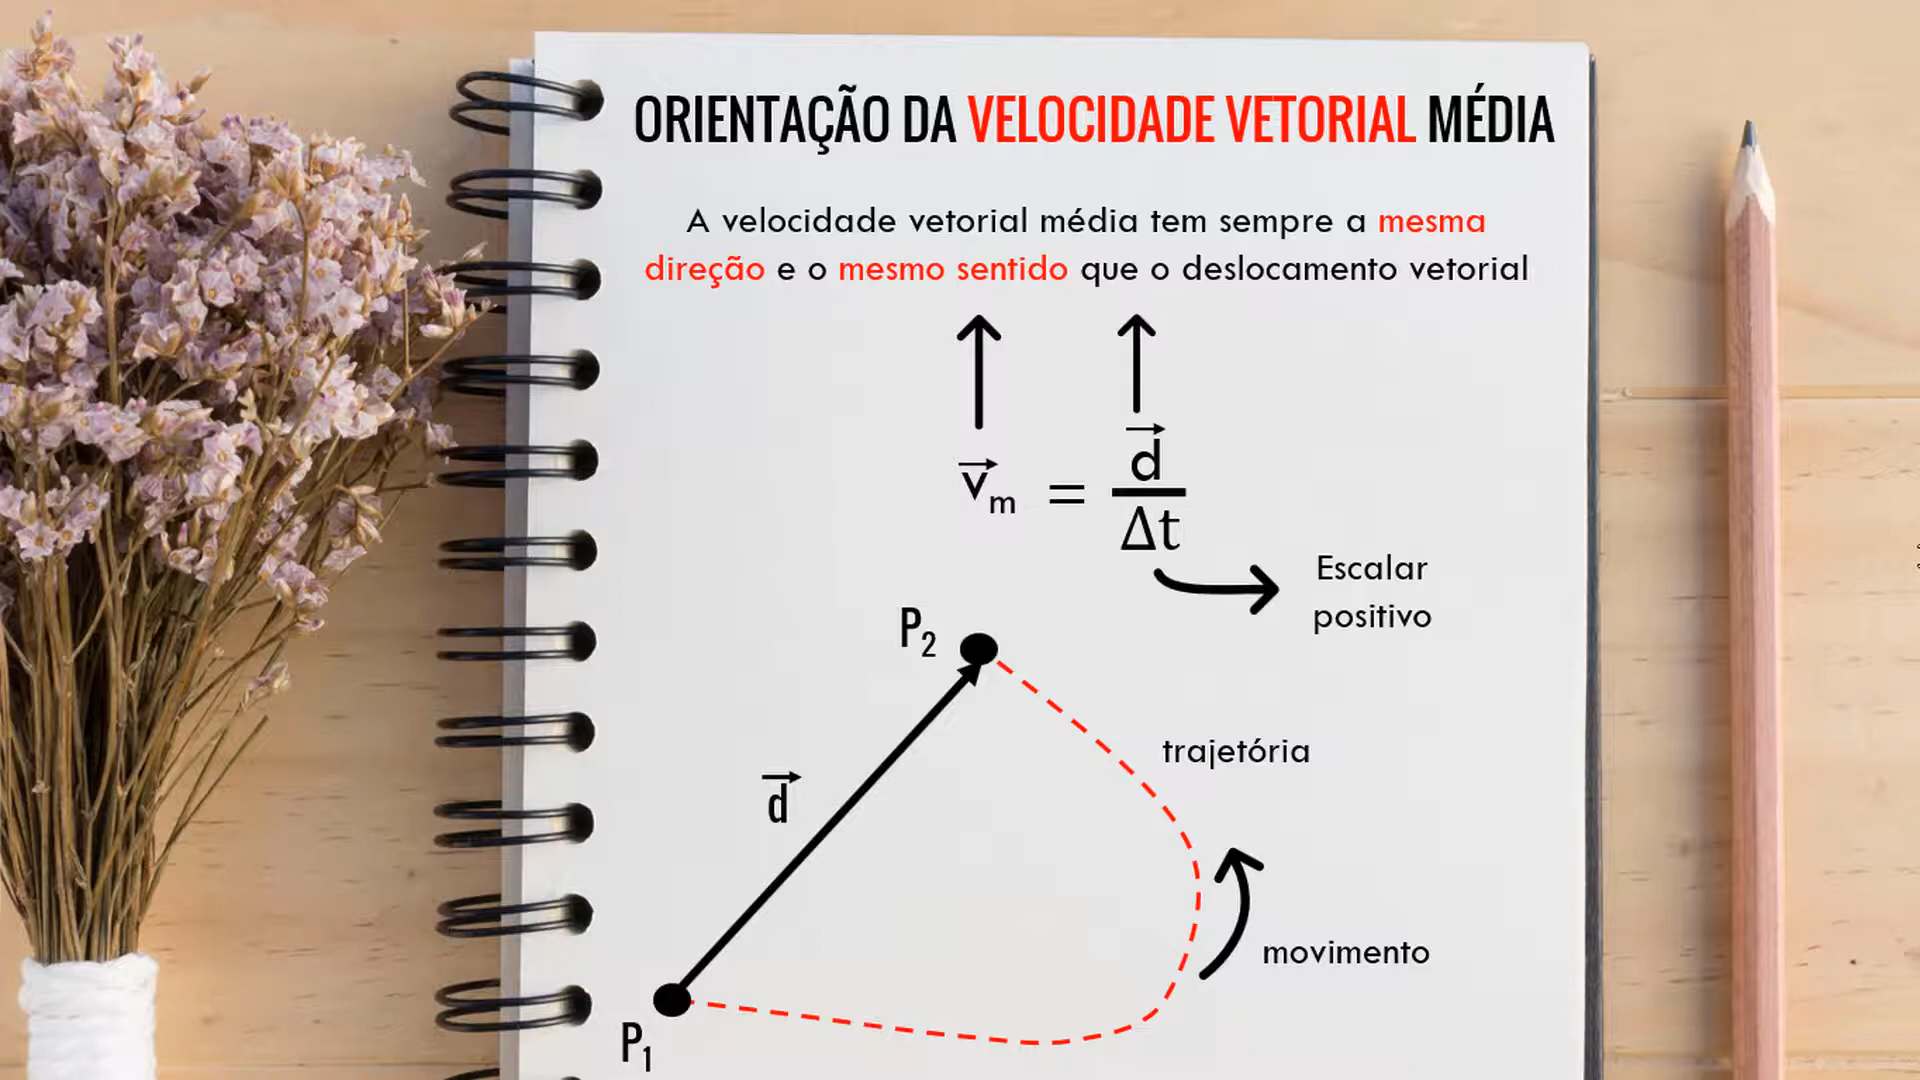 ORIENTAÇÃO DA VELOCIDADE VETORIAL MÉDIA
A velocidade vetorial média tem sempre a mesma
direção e o mesmo sentido que o deslocamento vetorial
v⃗ₘ = d⃗ / Δt
Escalar
positivo
P₂
trajetória
d⃗
movimento
P₁